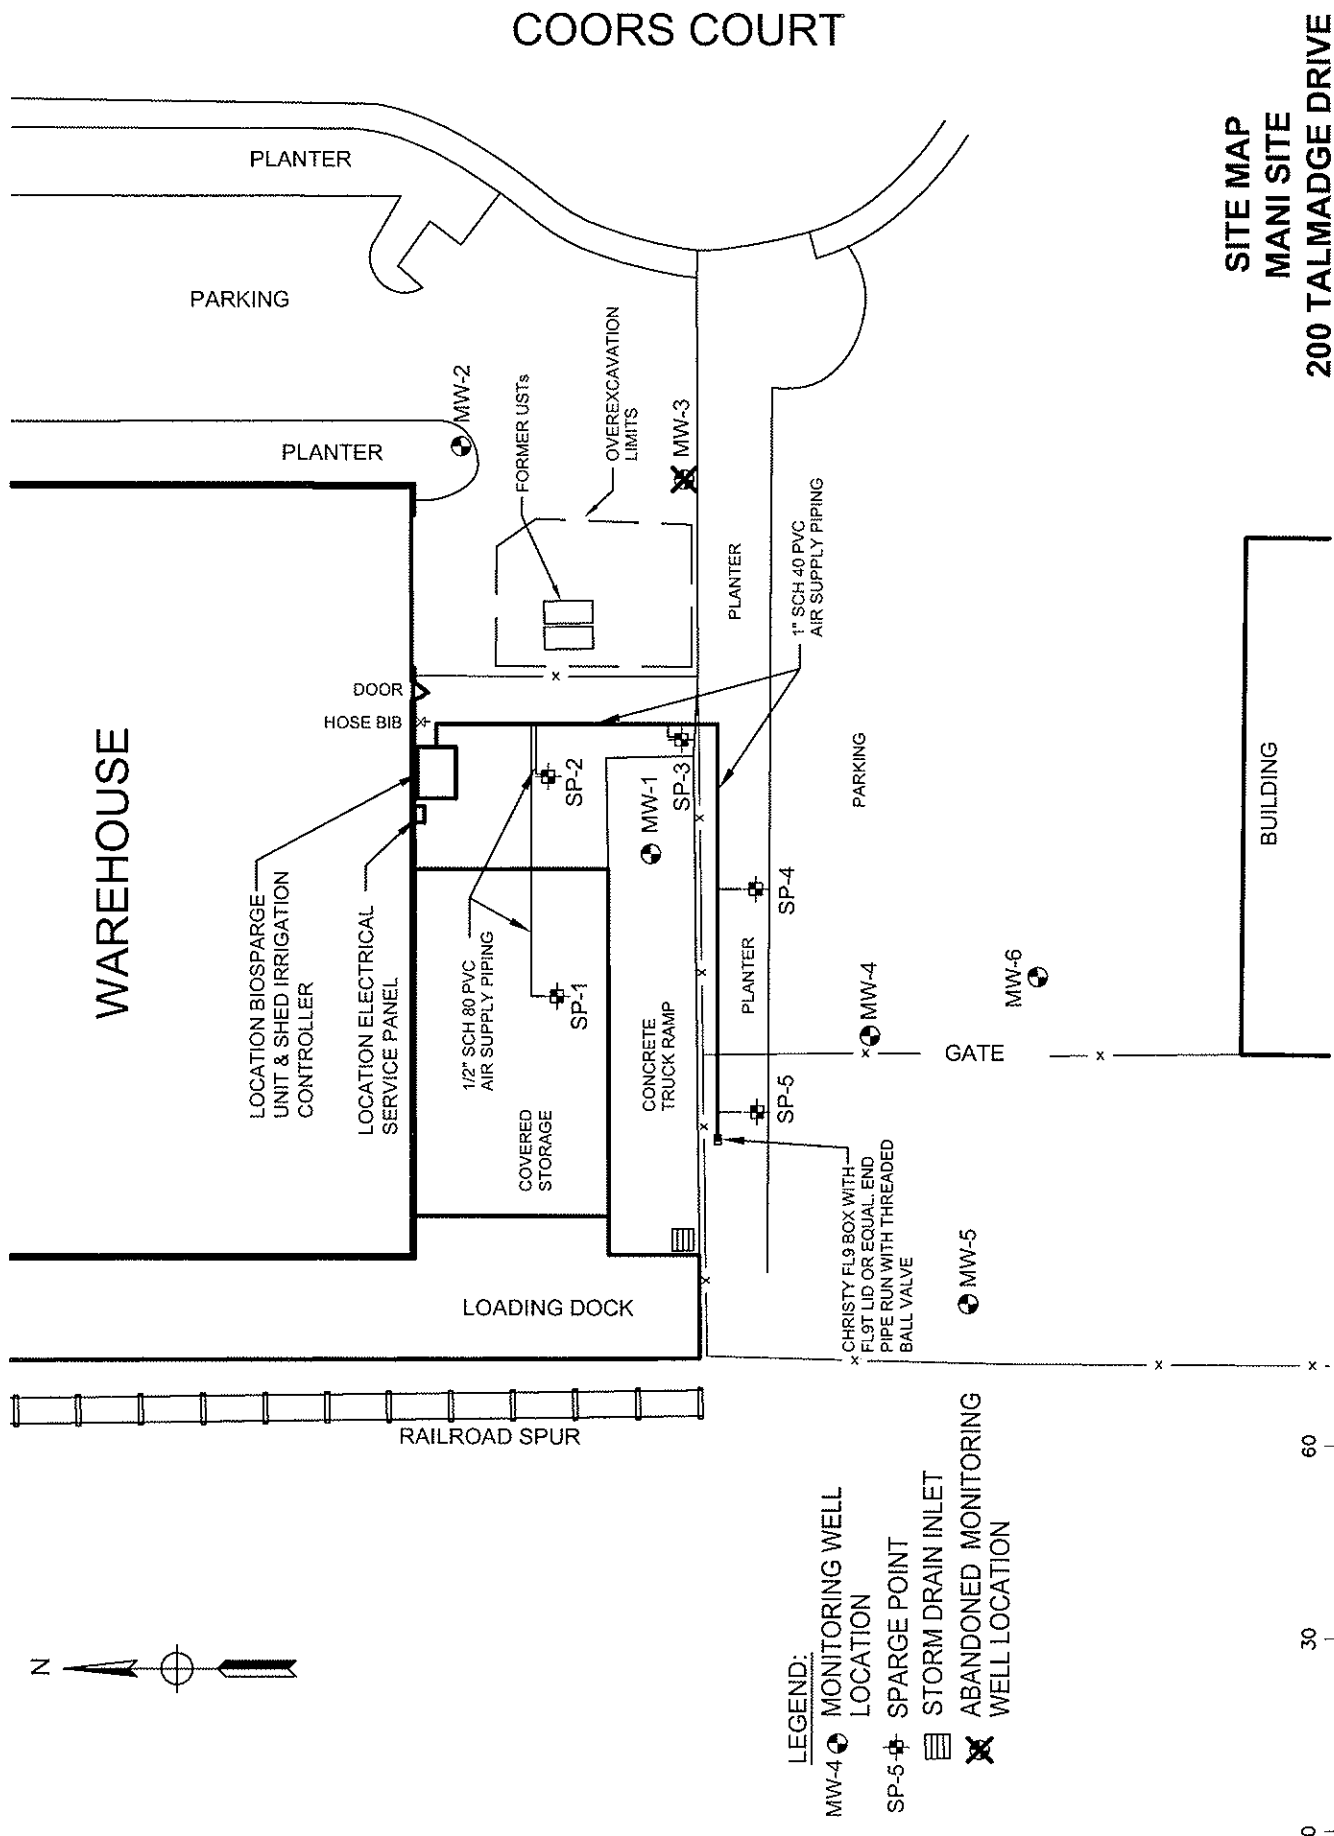 COORS COURT
SITE MAP
MANI SITE
200 TALMADGE DRIVE
PLANTER
PARKING
MW-2
PLANTER
FORMER USTs
OVEREXCAVATION
LIMITS
MW-3
PLANTER
1" SCH 40 PVC
AIR SUPPLY PIPING
WAREHOUSE
DOOR
HOSE BIB
LOCATION BIOSPARGE
UNIT & SHED IRRIGATION
CONTROLLER
LOCATION ELECTRICAL
SERVICE PANEL
1/2" SCH 80 PVC
AIR SUPPLY PIPING
SP-2
SP-1
SP-3
MW-1
CONCRETE
TRUCK RAMP
COVERED
STORAGE
SP-4
PLANTER
SP-5
PARKING
MW-4
MW-6
GATE
BUILDING
CHRISTY FL9 BOX WITH
FL9T LID OR EQUAL. END
PIPE RUN WITH THREADED
BALL VALVE
MW-5
LOADING DOCK
RAILROAD SPUR
N
LEGEND:
MW-4 MONITORING WELL
LOCATION
SP-5 SPARGE POINT
STORM DRAIN INLET
ABANDONED MONITORING
WELL LOCATION
0 30 60